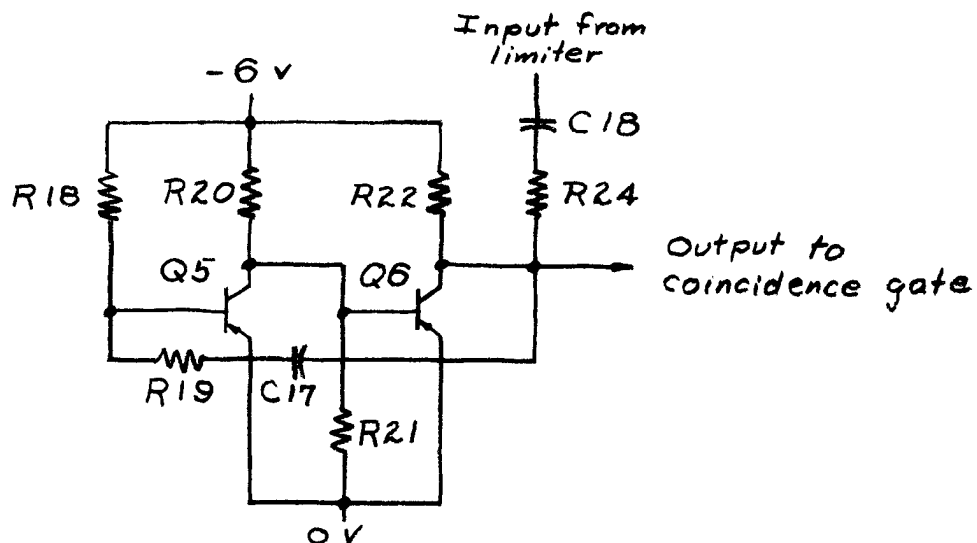 Input from
limiter
-6 v
C18
R18
R20
R22
R24
Q5
Q6
Output to
coincidence gate
R19
C17
R21
0 v